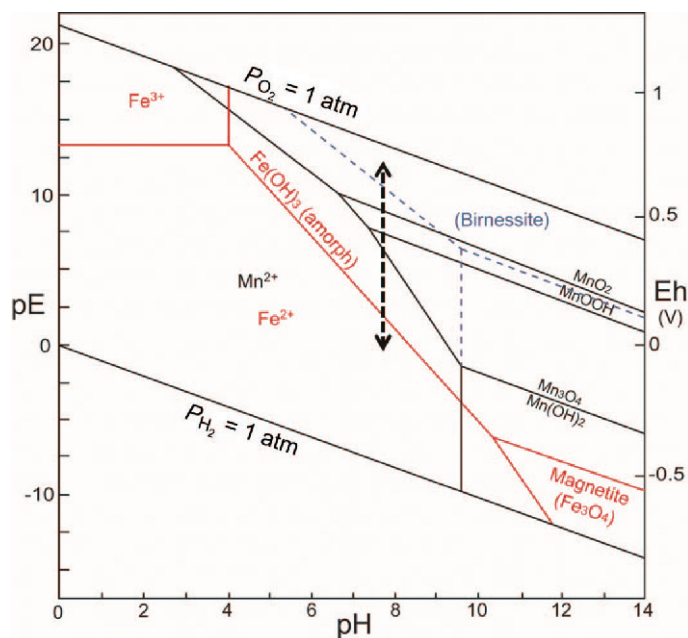 20
10
0
-10
pE
P_O₂ = 1 atm
Fe³⁺
Fe(OH)₃ (amorph)
(Birnessite)
Mn²⁺
Fe²⁺
MnO₂
MnOOH
Mn₃O₄
Mn(OH)₂
P_H₂ = 1 atm
Magnetite
(Fe₃O₄)
1
0.5
Eh
(V)
0
-0.5
0 2 4 6 8 10 12 14
pH